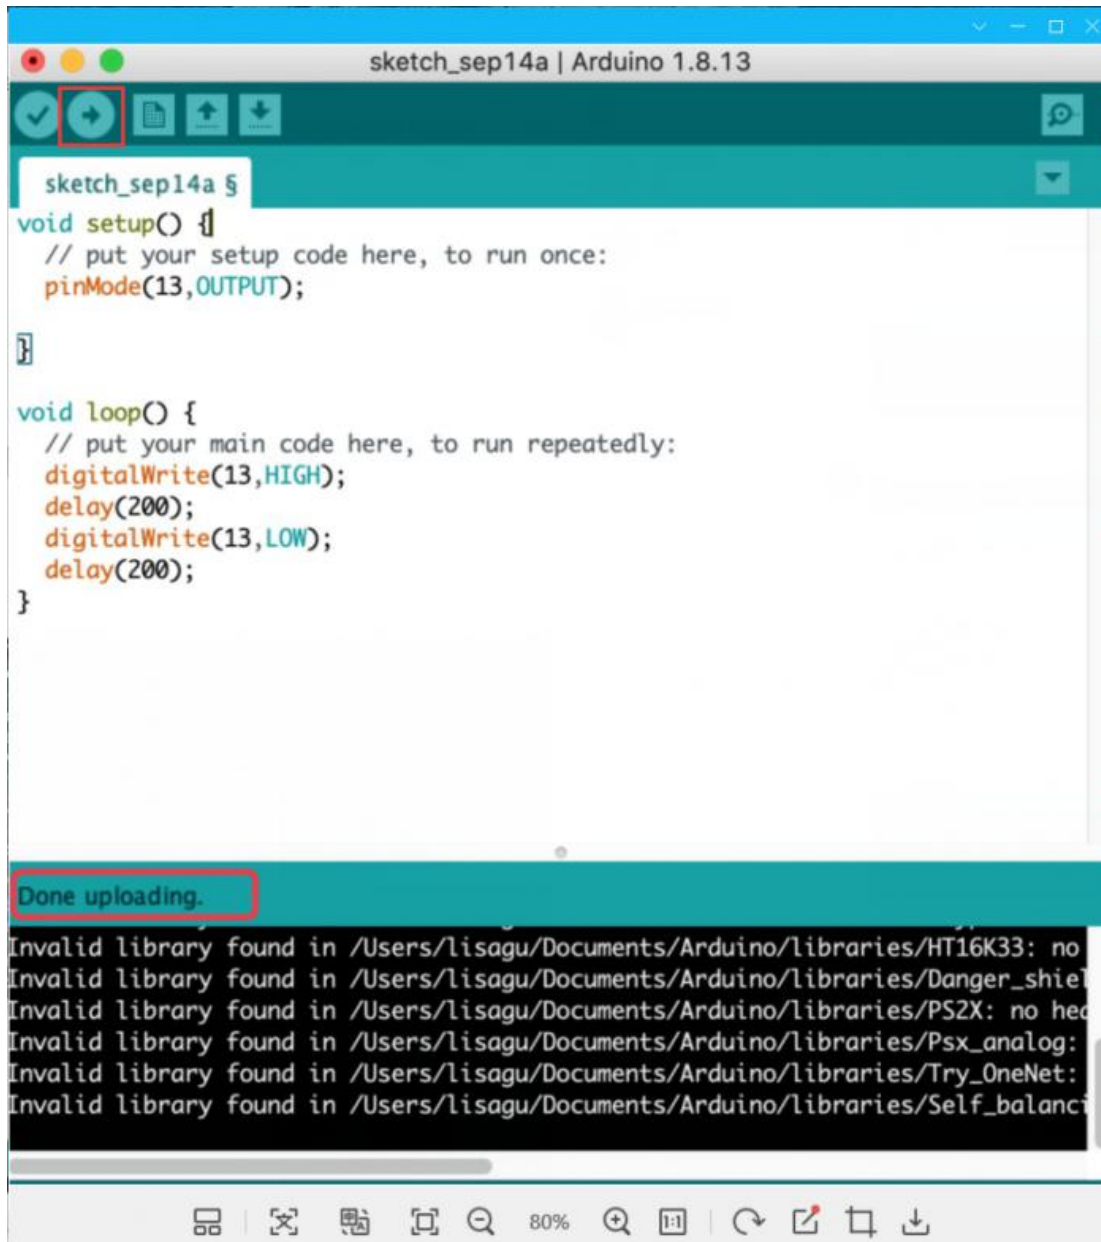 sketch_sep14a | Arduino 1.8.13
sketch_sep14a §
void setup() {
  // put your setup code here, to run once:
  pinMode(13,OUTPUT);
}
void loop() {
  // put your main code here, to run repeatedly:
  digitalWrite(13,HIGH);
  delay(200);
  digitalWrite(13,LOW);
  delay(200);
}
Done uploading.
Invalid library found in /Users/lisagu/Documents/Arduino/libraries/HT16K33: no
Invalid library found in /Users/lisagu/Documents/Arduino/libraries/Danger_shiel
Invalid library found in /Users/lisagu/Documents/Arduino/libraries/PS2X: no hea
Invalid library found in /Users/lisagu/Documents/Arduino/libraries/Psx_analog:
Invalid library found in /Users/lisagu/Documents/Arduino/libraries/Try_OneNet:
Invalid library found in /Users/lisagu/Documents/Arduino/libraries/Self_balanci
80% 1:1